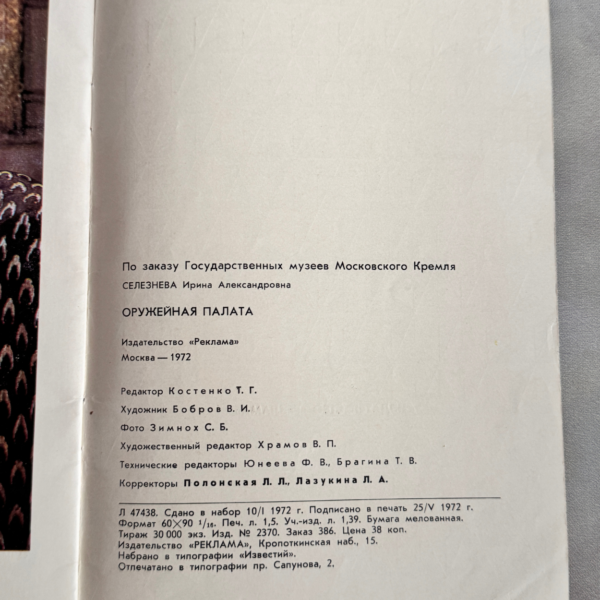 По заказу Государственных музеев Московского Кремля
СЕЛЕЗНЕВА Ирина Александровна
ОРУЖЕЙНАЯ ПАЛАТА
Издательство «Реклама»
Москва — 1972
Редактор Костенко Т. Г.
Художник Бобров В. И.
Фото Зимнох С. Б.
Художественный редактор Храмов В. П.
Технические редакторы Юнеева Ф. В., Брагина Т. В.
Корректоры Полонская Л. Л., Лазукина Л. А.
Л 47438. Сдано в набор 10/I 1972 г. Подписано в печать 25/V 1972 г.
Формат 60×90 1/16. Печ. л. 1,5. Уч.-изд. л. 1,39. Бумага мелованная.
Тираж 30 000 экз. Изд. № 2370. Заказ 386. Цена 38 коп.
Издательство «РЕКЛАМА», Кропоткинская наб., 15.
Набрано в типографии «Известий».
Отпечатано в типографии пр. Сапунова, 2.